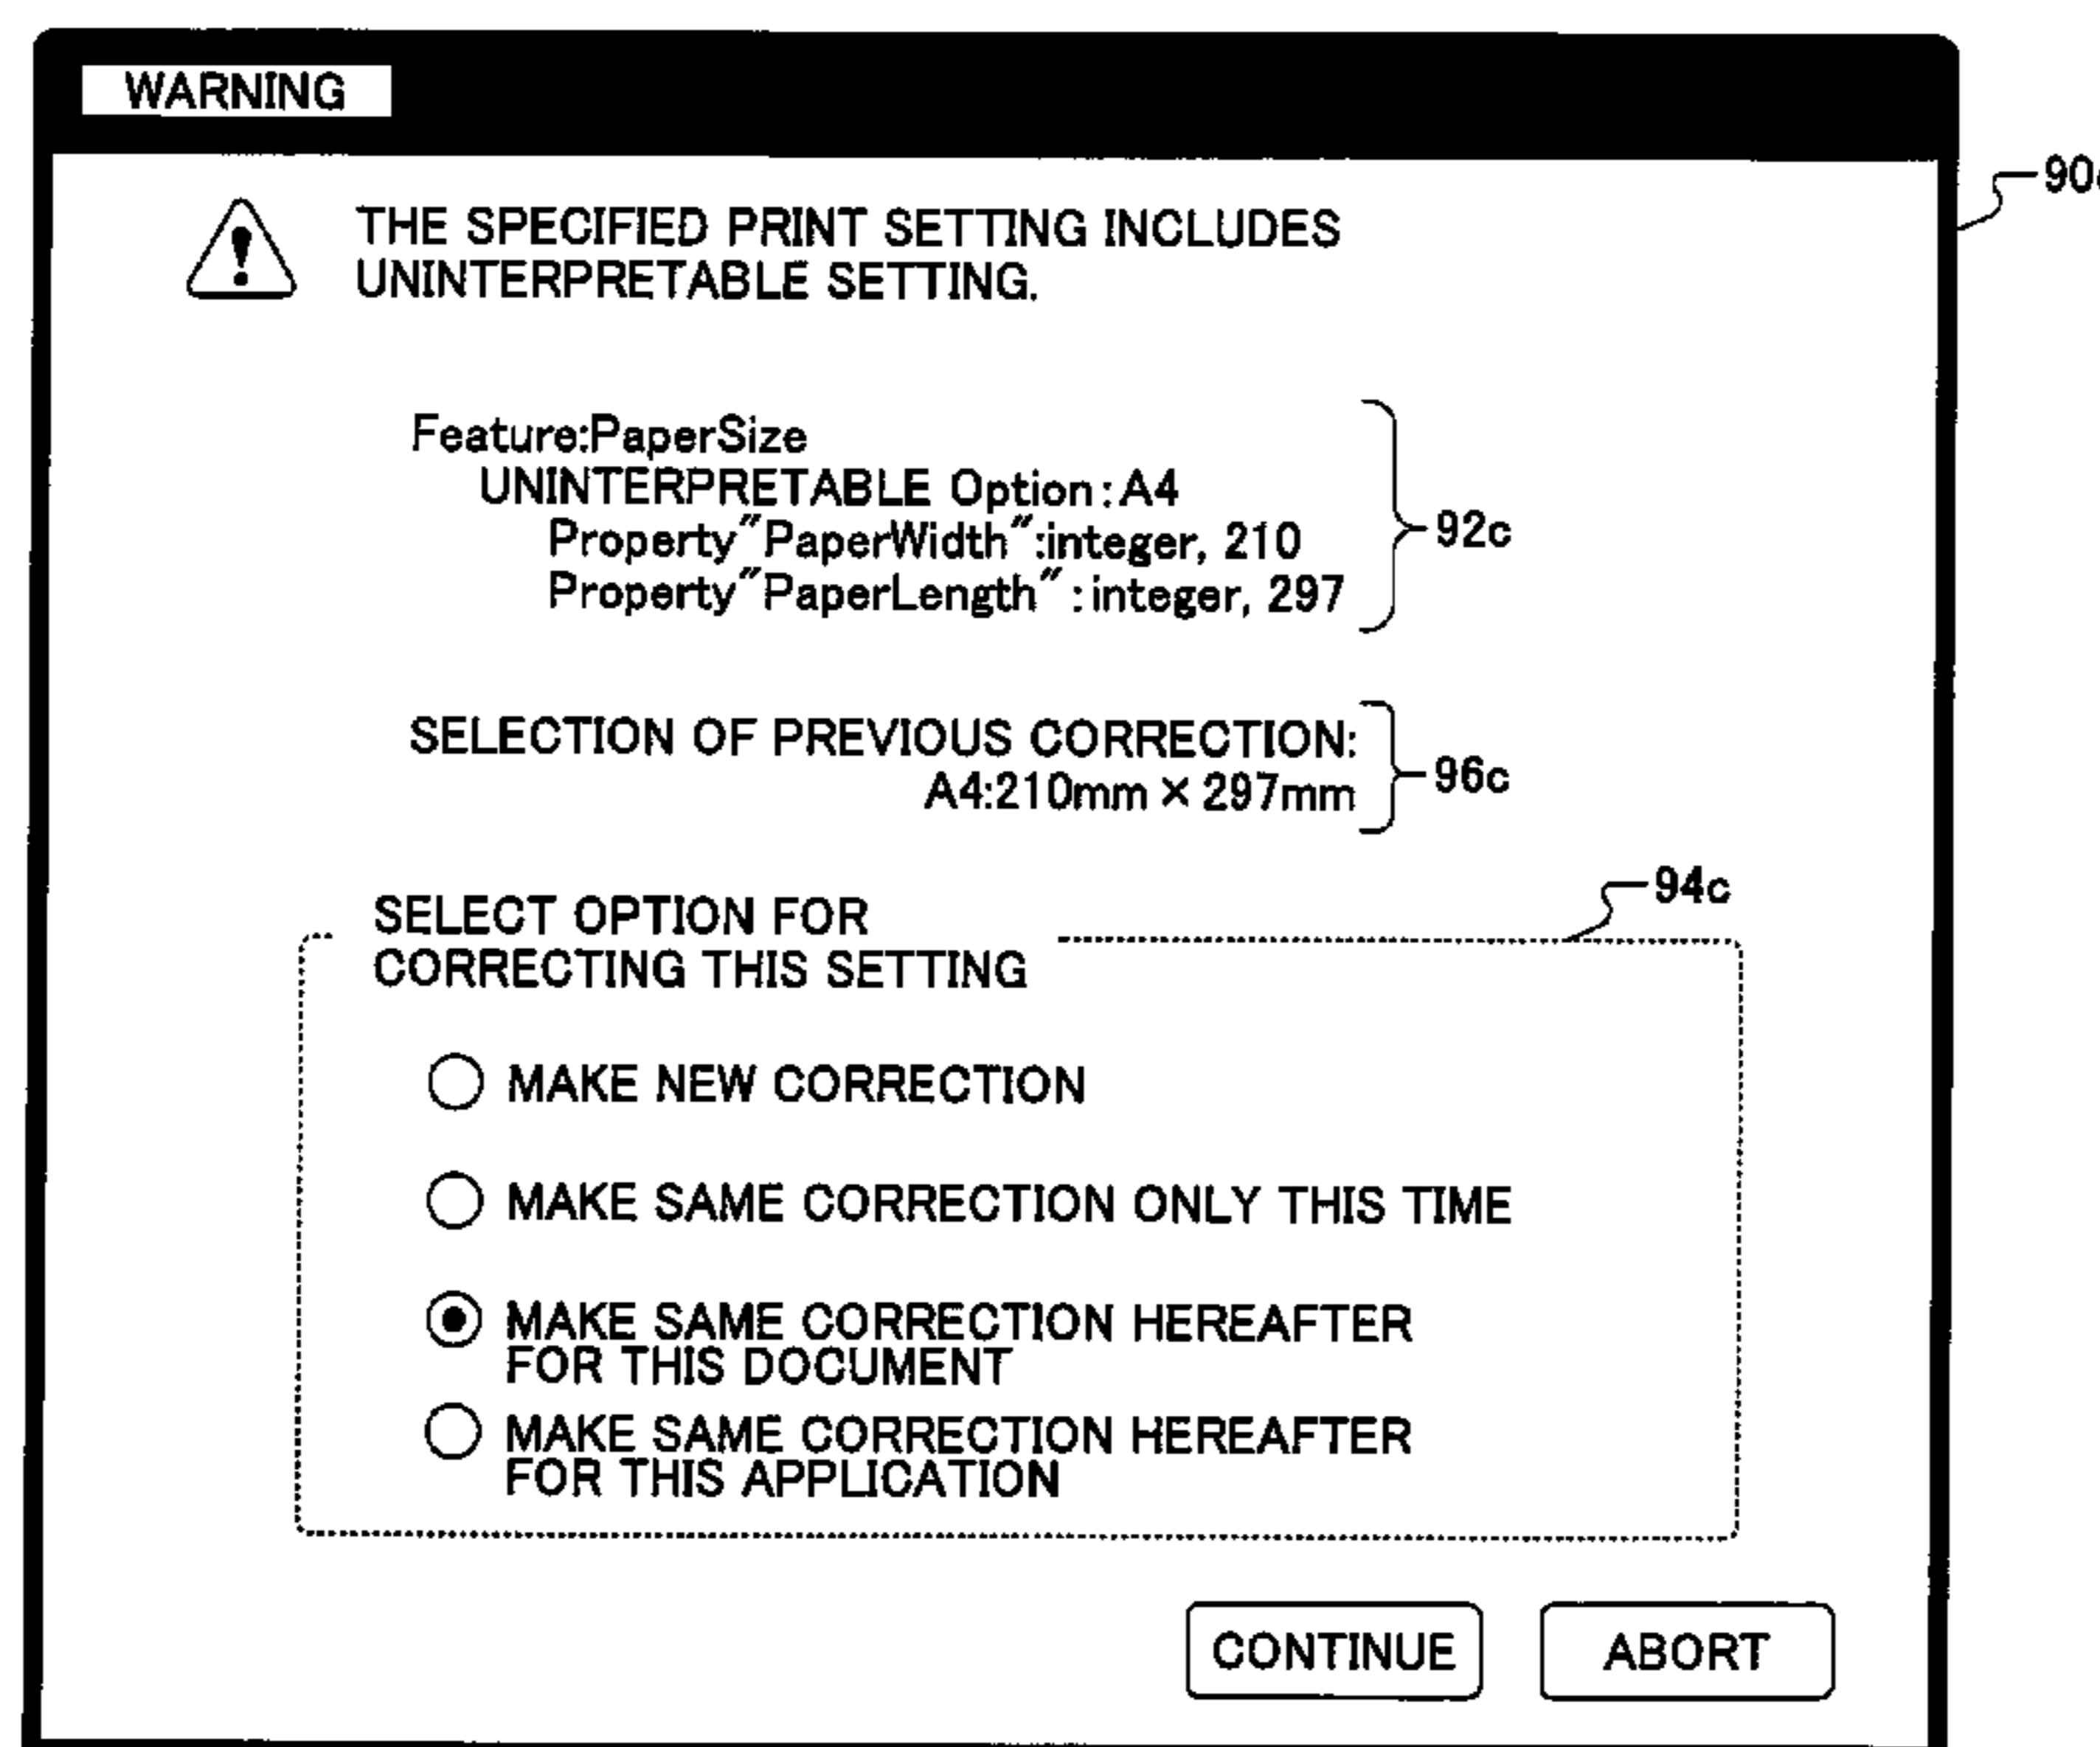 WARNING
90c
THE SPECIFIED PRINT SETTING INCLUDES
UNINTERPRETABLE SETTING.
Feature:PaperSize
UNINTERPRETABLE Option:A4
Property"PaperWidth":integer, 210
Property"PaperLength":integer, 297
92c
SELECTION OF PREVIOUS CORRECTION:
A4:210mm × 297mm
96c
94c
SELECT OPTION FOR
CORRECTING THIS SETTING
MAKE NEW CORRECTION
MAKE SAME CORRECTION ONLY THIS TIME
MAKE SAME CORRECTION HEREAFTER
FOR THIS DOCUMENT
MAKE SAME CORRECTION HEREAFTER
FOR THIS APPLICATION
CONTINUE
ABORT